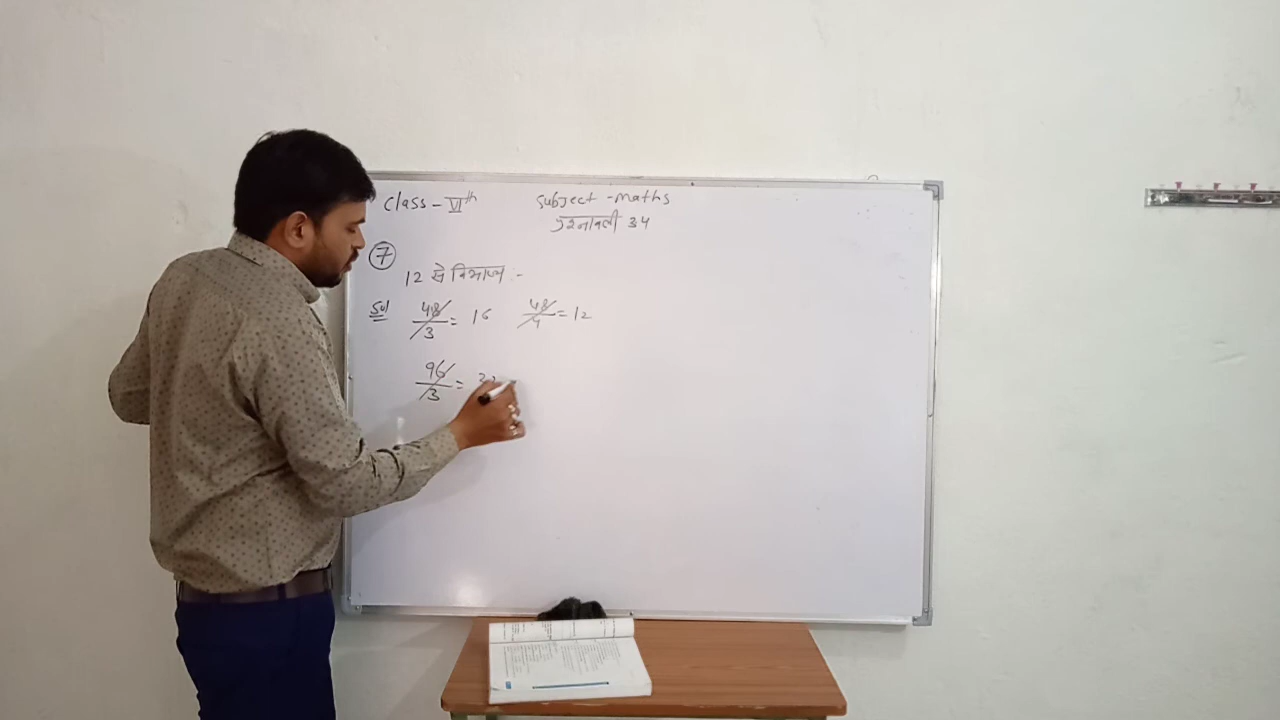 Class - VIth Subject - maths
प्रश्नावली 3.4
7
12 से विभाज्य :-
Sol 48/3 = 16 48/4 = 12
96/3 =